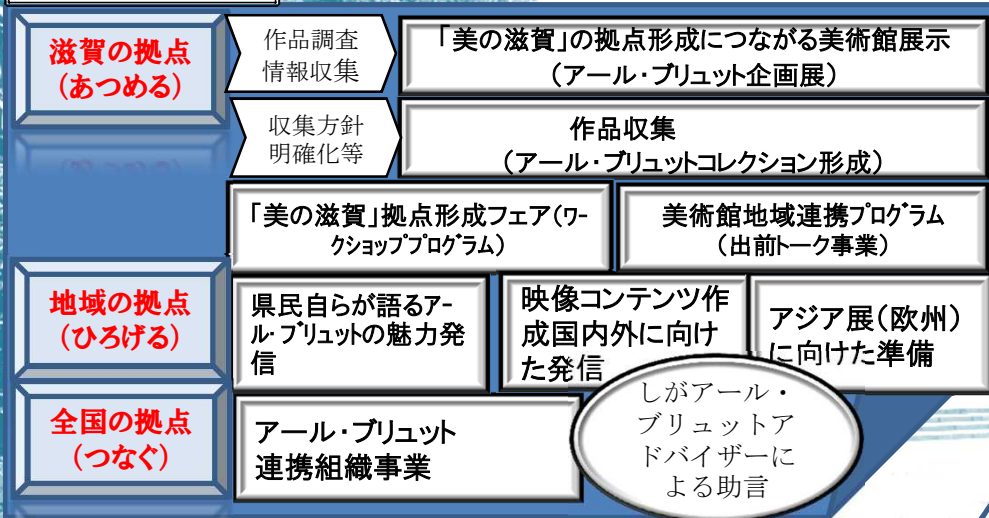 滋賀の拠点
(あつめる)
作品調査
情報収集
「美の滋賀」の拠点形成につながる美術館展示
(アール・ブリュット企画展)
収集方針
明確化等
作品収集
(アール・ブリュットコレクション形成)
「美の滋賀」拠点形成フェア(ワー
クショッププログラム)
美術館地域連携プログラム
(出前トーク事業)
地域の拠点
(ひろげる)
県民自らが語るアー
ル・ブリュットの魅力発
信
映像コンテンツ作
成国内外に向け
た発信
アジア展(欧州)
に向けた準備
全国の拠点
(つなぐ)
アール・ブリュット
連携組織事業
しがアール・
ブリュットア
ドバイザーに
よる助言